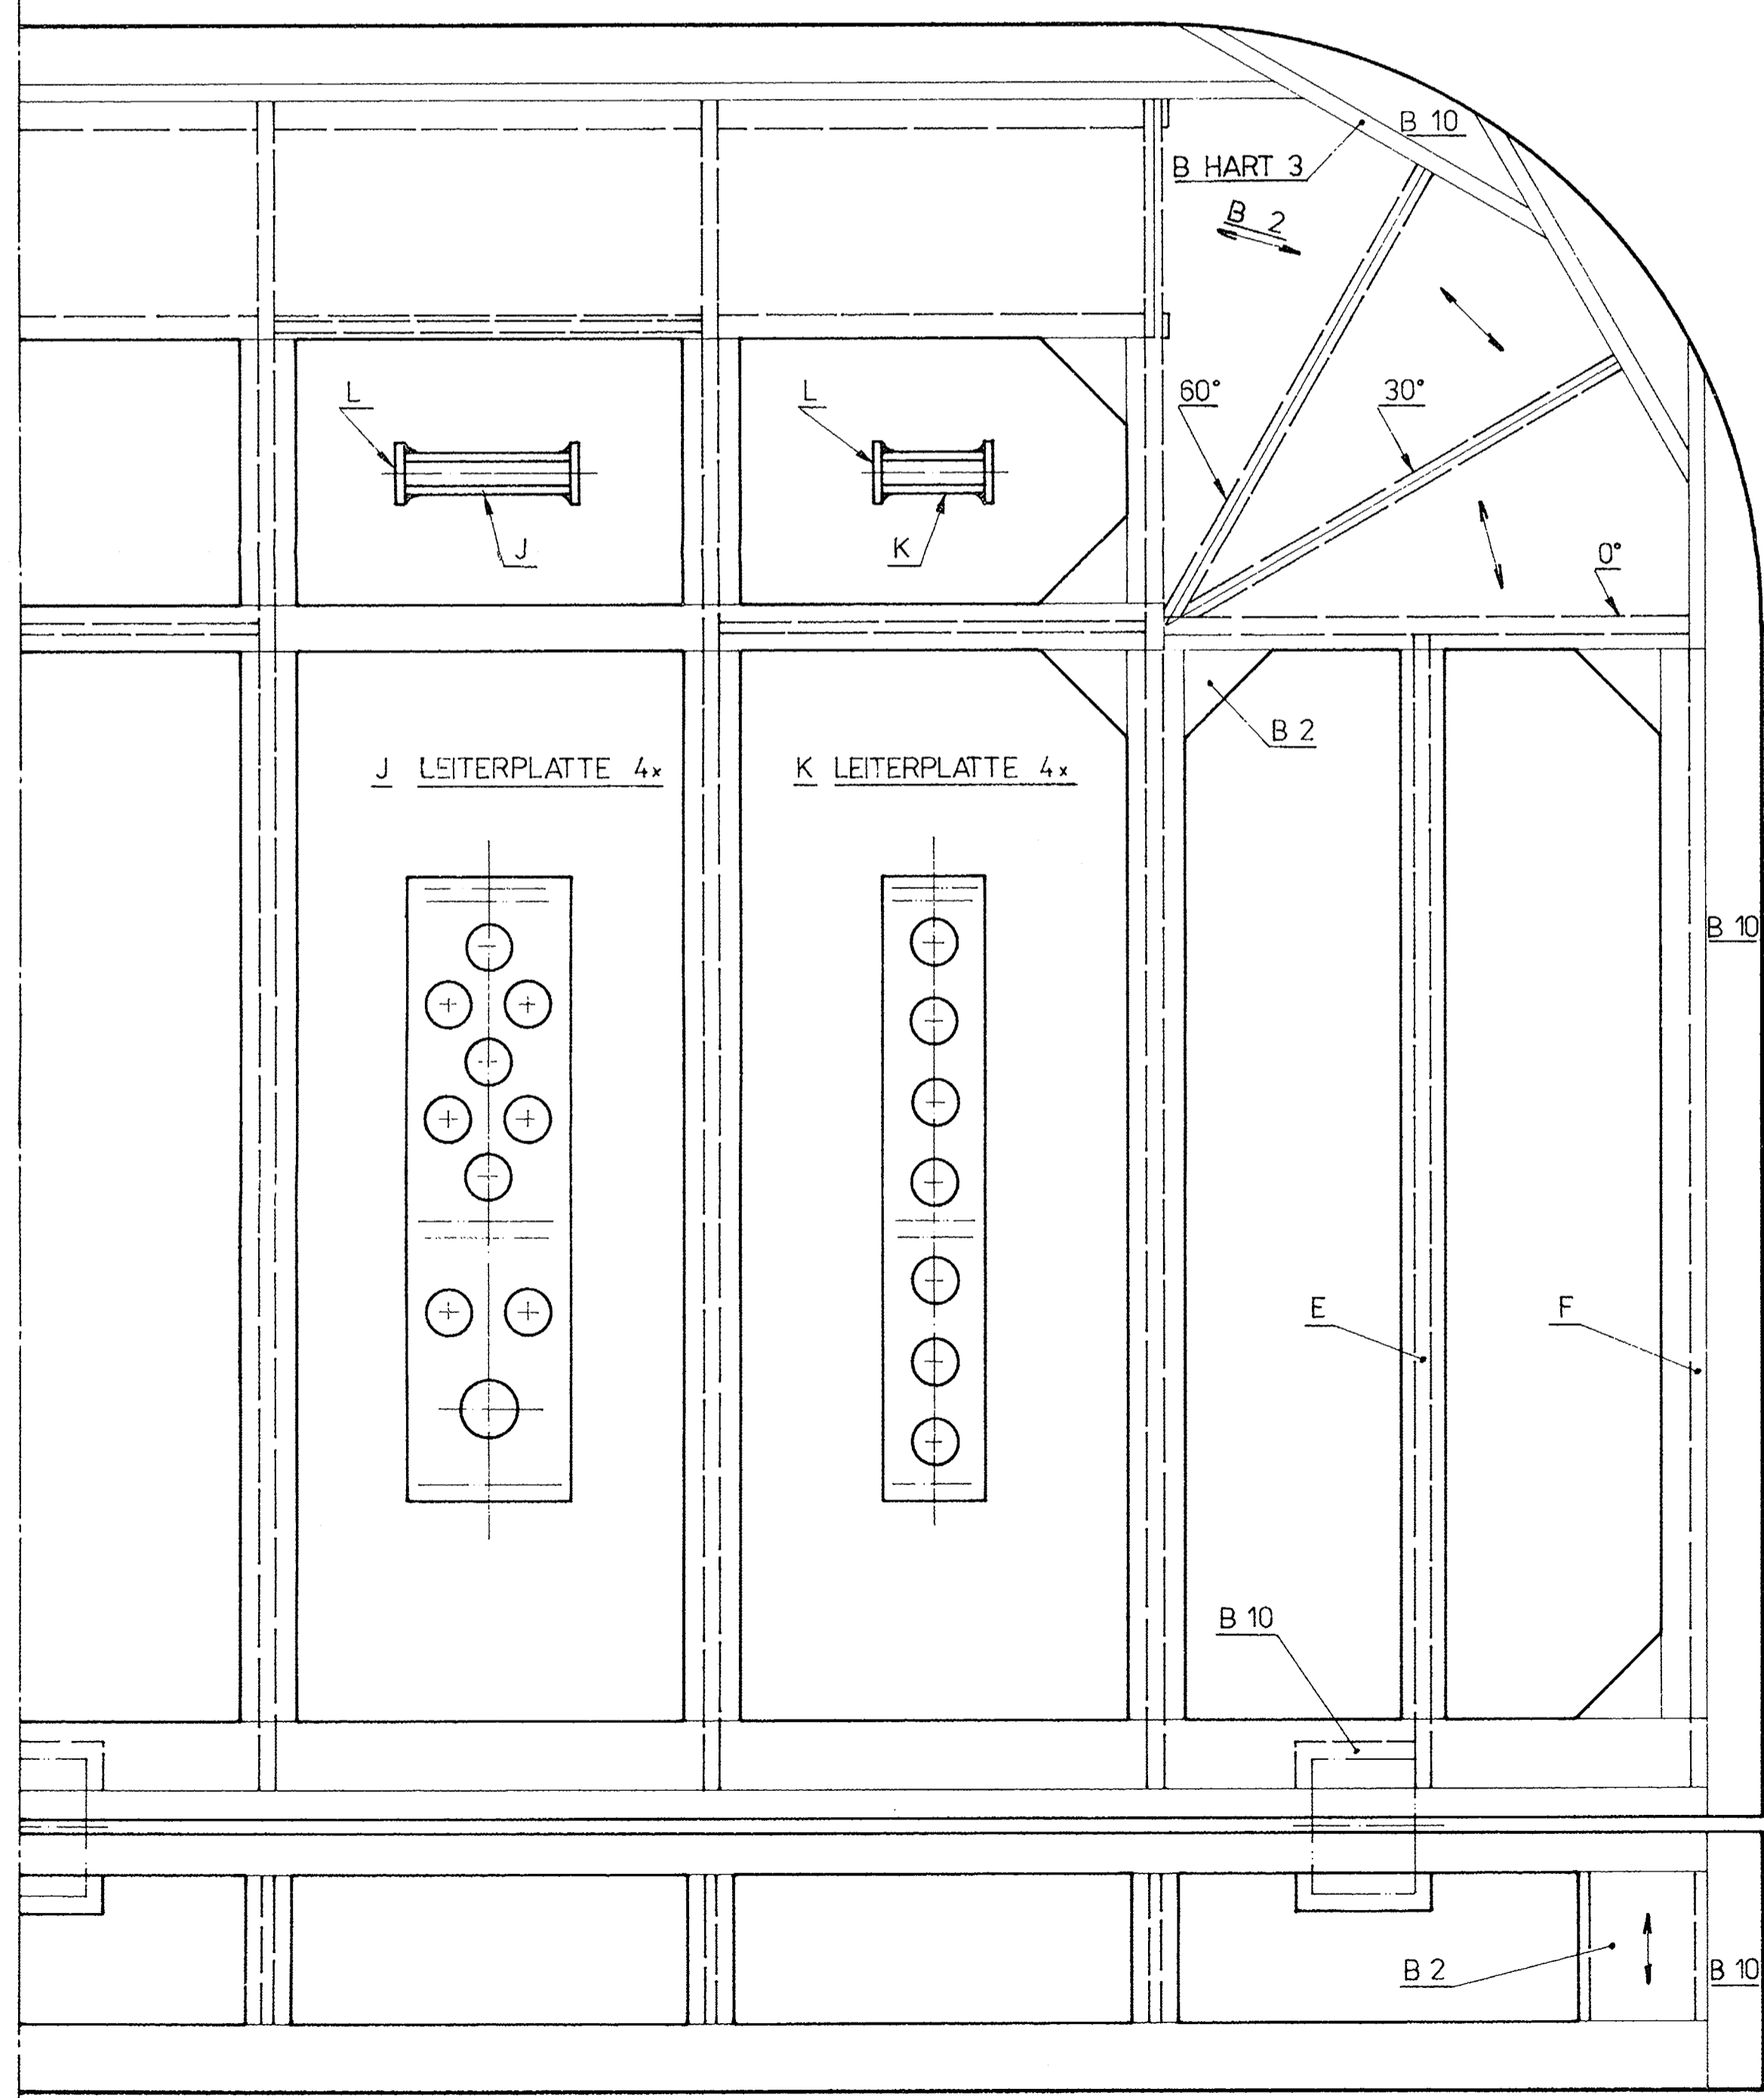 B 10
B HART 3
B 2
L
L
60°
30°
J
K
0°
B 2
J LEITERPLATTE 4x
K LEITERPLATTE 4x
B 10
E
F
B 10
B 2
B 10